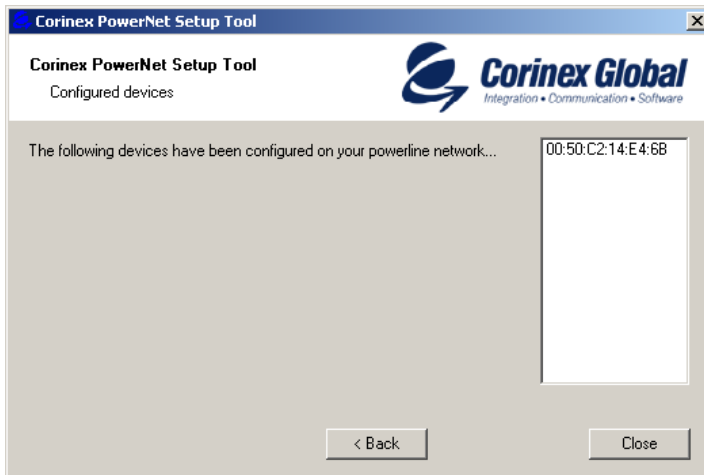 Corinex PowerNet Setup Tool
Corinex PowerNet Setup Tool
Configured devices
Corinex Global
Integration • Communication • Software
The following devices have been configured on your powerline network...
00:50:C2:14:E4:6B
< Back
Close